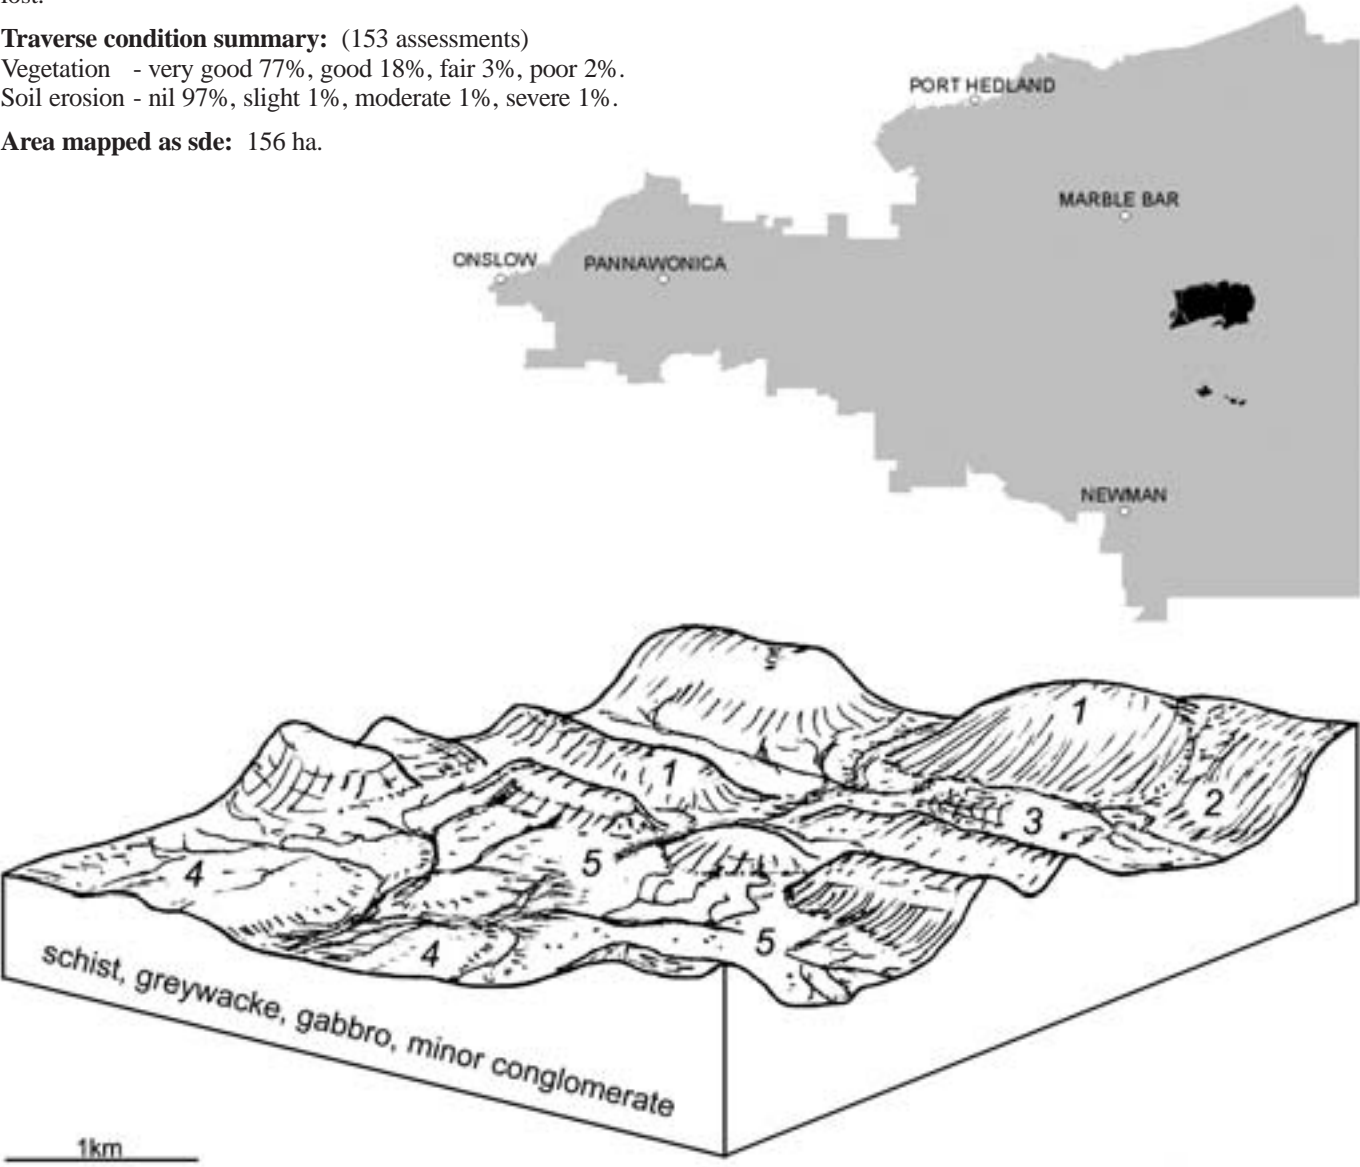 lost.
Traverse condition summary: (153 assessments)
Vegetation - very good 77%, good 18%, fair 3%, poor 2%.
Soil erosion - nil 97%, slight 1%, moderate 1%, severe 1%.
Area mapped as sde: 156 ha.
PORT HEDLAND
MARBLE BAR
ONSLOW
PANNAWONICA
NEWMAN
1
1
2
3
4
5
5
4
schist, greywacke, gabbro, minor conglomerate
1km